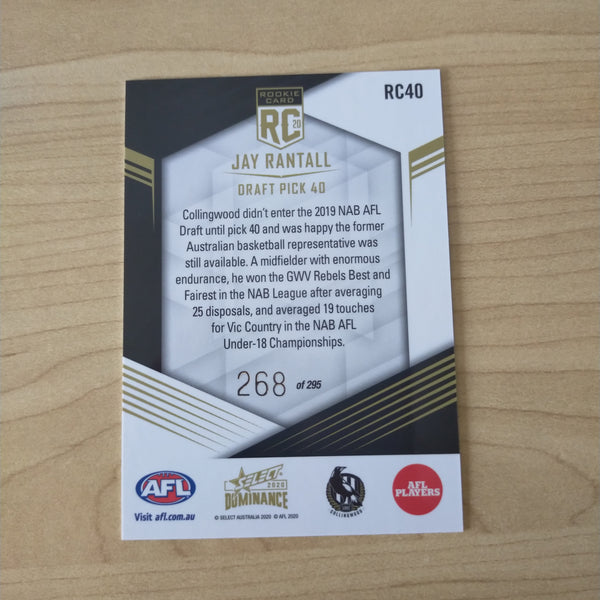 RC40
ROOKIE
CARD
RC 20
JAY RANTALL
DRAFT PICK 40
Collingwood didn't enter the 2019 NAB AFL
Draft until pick 40 and was happy the former
Australian basketball representative was
still available. A midfielder with enormous
endurance, he won the GWV Rebels Best and
Fairest in the NAB League after averaging
25 disposals, and averaged 19 touches
for Vic Country in the NAB AFL
Under-18 Championships.
268 of 295
AFL
Visit afl.com.au
SELECT
2020
DOMINANCE
© SELECT AUSTRALIA 2020 © AFL 2020
COLLINGWOOD
AFL
PLAYERS